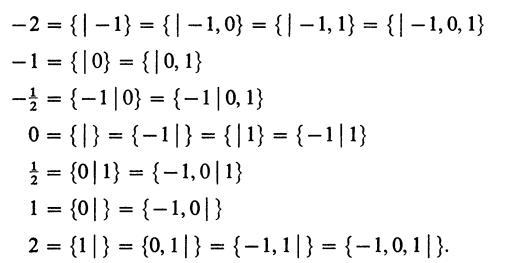 −2 = {| −1} = {| −1, 0} = {| −1, 1} = {| −1, 0, 1}
−1 = {| 0} = {| 0, 1}
−½ = {−1 | 0} = {−1 | 0, 1}
0 = {|} = {−1 |} = {| 1} = {−1 | 1}
½ = {0 | 1} = {−1, 0 | 1}
1 = {0 |} = {−1, 0 |}
2 = {1 |} = {0, 1 |} = {−1, 1 |} = {−1, 0, 1 |}.